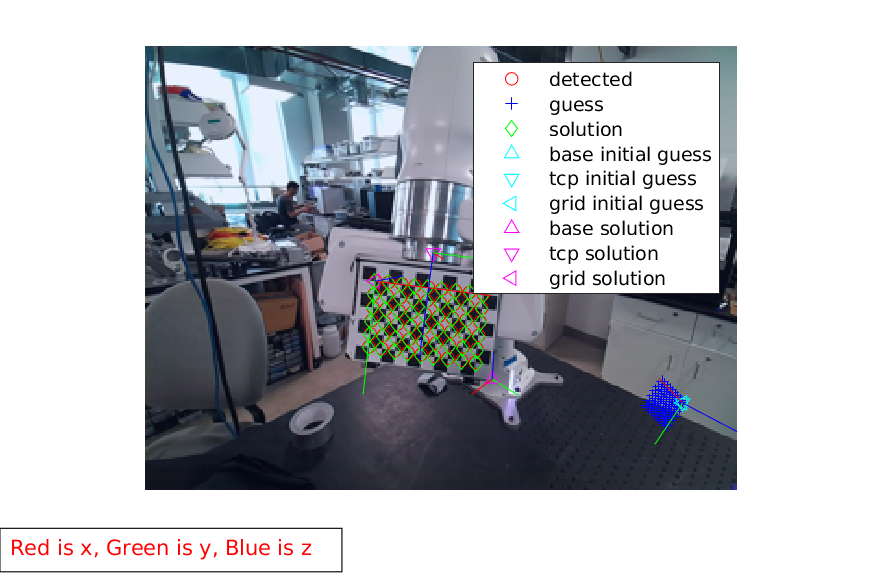 detected
guess
solution
base initial guess
tcp initial guess
grid initial guess
base solution
tcp solution
grid solution
Red is x, Green is y, Blue is z